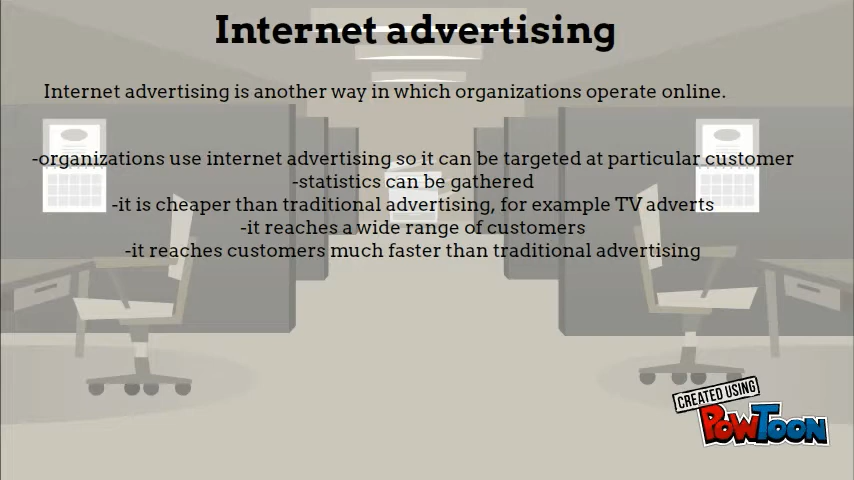 Internet advertising
Internet advertising is another way in which organizations operate online.
-organizations use internet advertising so it can be targeted at particular customer
-statistics can be gathered
-it is cheaper than traditional advertising, for example TV adverts
-it reaches a wide range of customers
-it reaches customers much faster than traditional advertising
CREATED USING
POWTOON